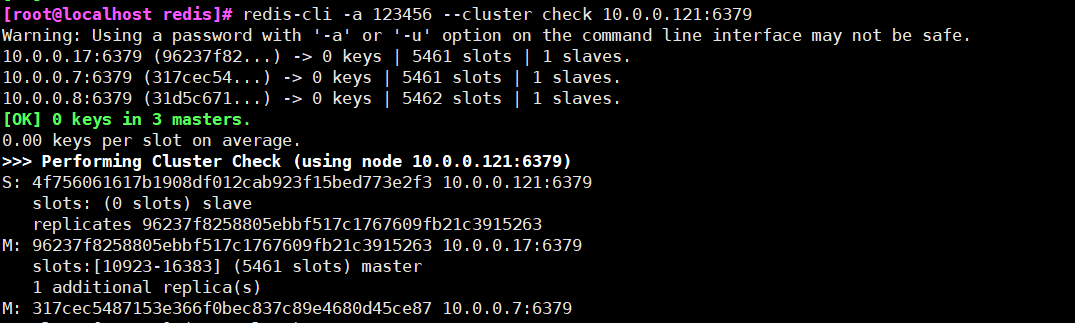 [root@localhost redis]# redis-cli -a 123456 --cluster check 10.0.0.121:6379
Warning: Using a password with '-a' or '-u' option on the command line interface may not be safe.
10.0.0.17:6379 (96237f82...) -> 0 keys | 5461 slots | 1 slaves.
10.0.0.7:6379 (317cec54...) -> 0 keys | 5461 slots | 1 slaves.
10.0.0.8:6379 (31d5c671...) -> 0 keys | 5462 slots | 1 slaves.
[OK] 0 keys in 3 masters.
0.00 keys per slot on average.
>>> Performing Cluster Check (using node 10.0.0.121:6379)
S: 4f756061617b1908df012cab923f15bed773e2f3 10.0.0.121:6379
   slots: (0 slots) slave
   replicates 96237f8258805ebbf517c1767609fb21c3915263
M: 96237f8258805ebbf517c1767609fb21c3915263 10.0.0.17:6379
   slots:[10923-16383] (5461 slots) master
   1 additional replica(s)
M: 317cec5487153e366f0bec837c89e4680d45ce87 10.0.0.7:6379